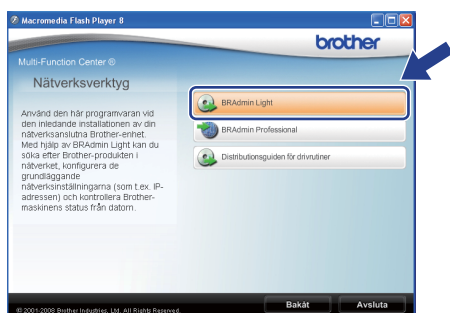 Macromedia Flash Player 8
brother
Multi-Function Center ®
Nätverksverktyg
Använd den här programvaran vid
den inledande installationen av din
nätverksanslutna Brother-enhet.
Med hjälp av BRAdmin Light kan du
söka efter Brother-produkten i
nätverket, konfigurera de
grundläggande
nätverksinställningarna (som t.ex. IP-
adressen) och kontrollera Brother-
maskinens status från datorn.
BRAdmin Light
BRAdmin Professional
Distributionsguiden för drivrutiner
© 2001-2008 Brother Industries, Ltd. All Rights Reserved.
Bakåt
Avsluta